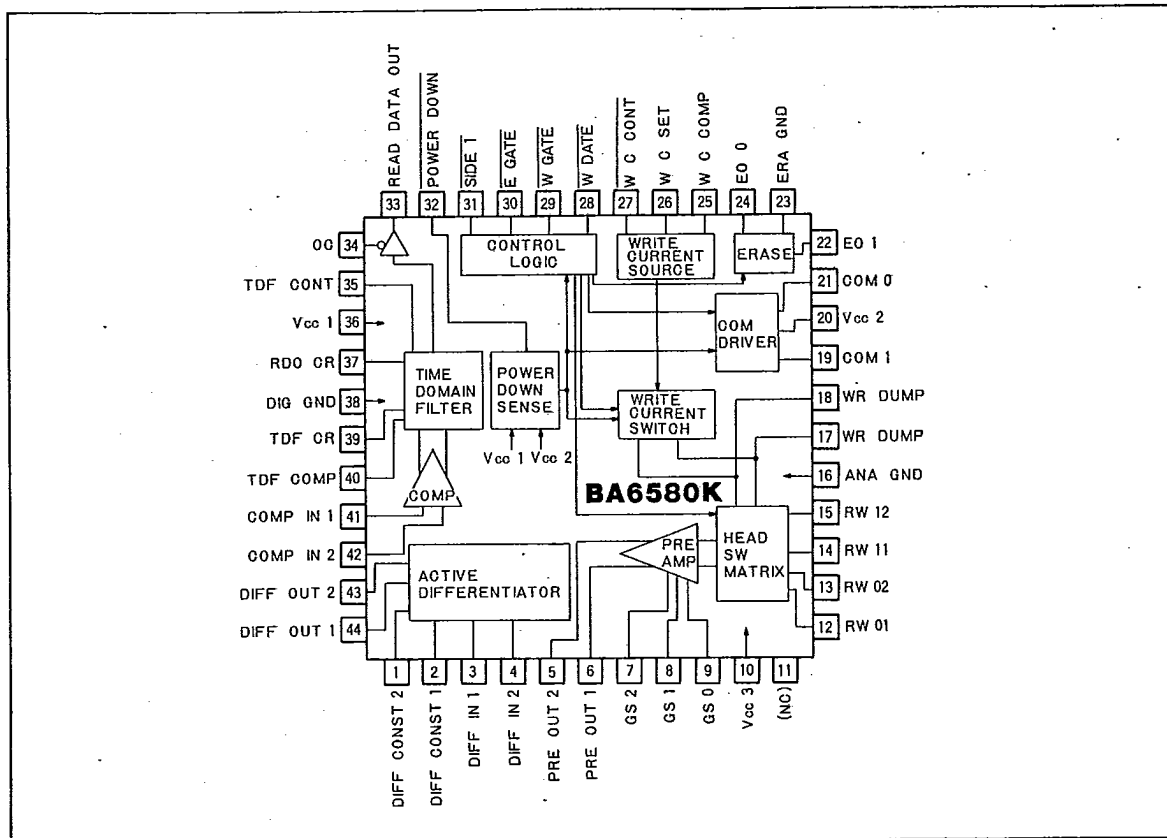 READ DATA OUT
POWER DOWN
SIDE 1
E GATE
W GATE
W DATE
W C CONT
W C SET
W C COMP
EO 0
ERA GND
33
32
31
30
29
28
27
26
25
24
23
OC 34
TDF CONT 35
Vcc 1 36
RDO CR 37
DIG GND 38
TDF CR 39
TDF COMP 40
COMP IN 1 41
COMP IN 2 42
DIFF OUT 2 43
DIFF OUT 1 44
CONTROL
LOGIC
WRITE
CURRENT
SOURCE
ERASE
COM
DRIVER
TIME
DOMAIN
FILTER
POWER
DOWN
SENSE
Vcc 1 Vcc 2
WRITE
CURRENT
SWITCH
COMP
BA6580K
ACTIVE
DIFFERENTIATOR
PRE
AMP
HEAD
SW
MATRIX
22 EO 1
21 COM 0
20 Vcc 2
19 COM 1
18 WR DUMP
17 WR DUMP
16 ANA GND
15 RW 12
14 RW 11
13 RW 02
12 RW 01
1
2
3
4
5
6
7
8
9
10
11
DIFF CONST 2
DIFF CONST 1
DIFF IN 1
DIFF IN 2
PRE OUT 2
PRE OUT 1
GS 2
GS 1
GS 0
Vcc 3
(NC)